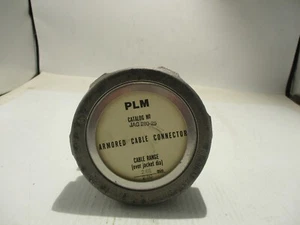 PLM
CATALOG NO
ARMORED CABLE CONNECTOR
CABLE RANGE
(over jacket dia)